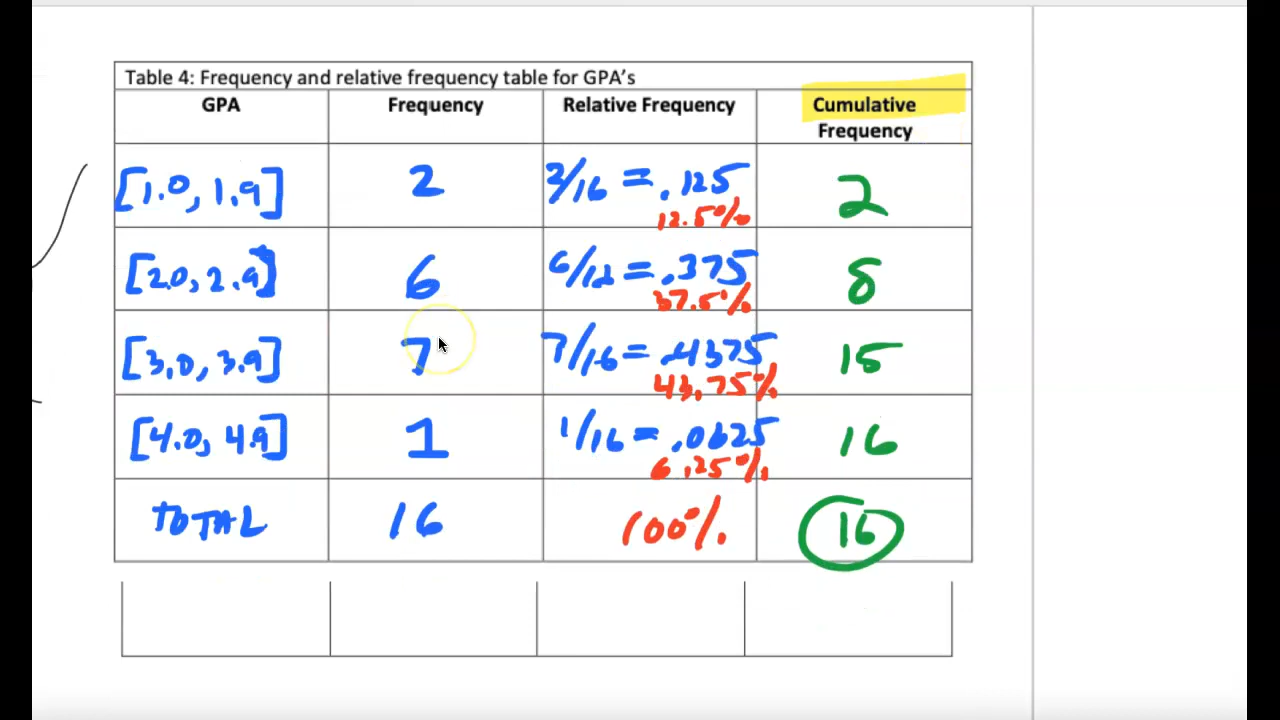 Table 4: Frequency and relative frequency table for GPA's
GPA Frequency Relative Frequency Cumulative
Frequency
[1.0, 1.9] 2 2/16 = .125 2
12.5%
[2.0, 2.9] 6 6/16 = .375 8
37.5%
[3.0, 3.9] 7 7/16 = .4375 15
43.75%
[4.0, 4.9] 1 1/16 = .0625 16
6.25%
TOTAL 16 100% 16